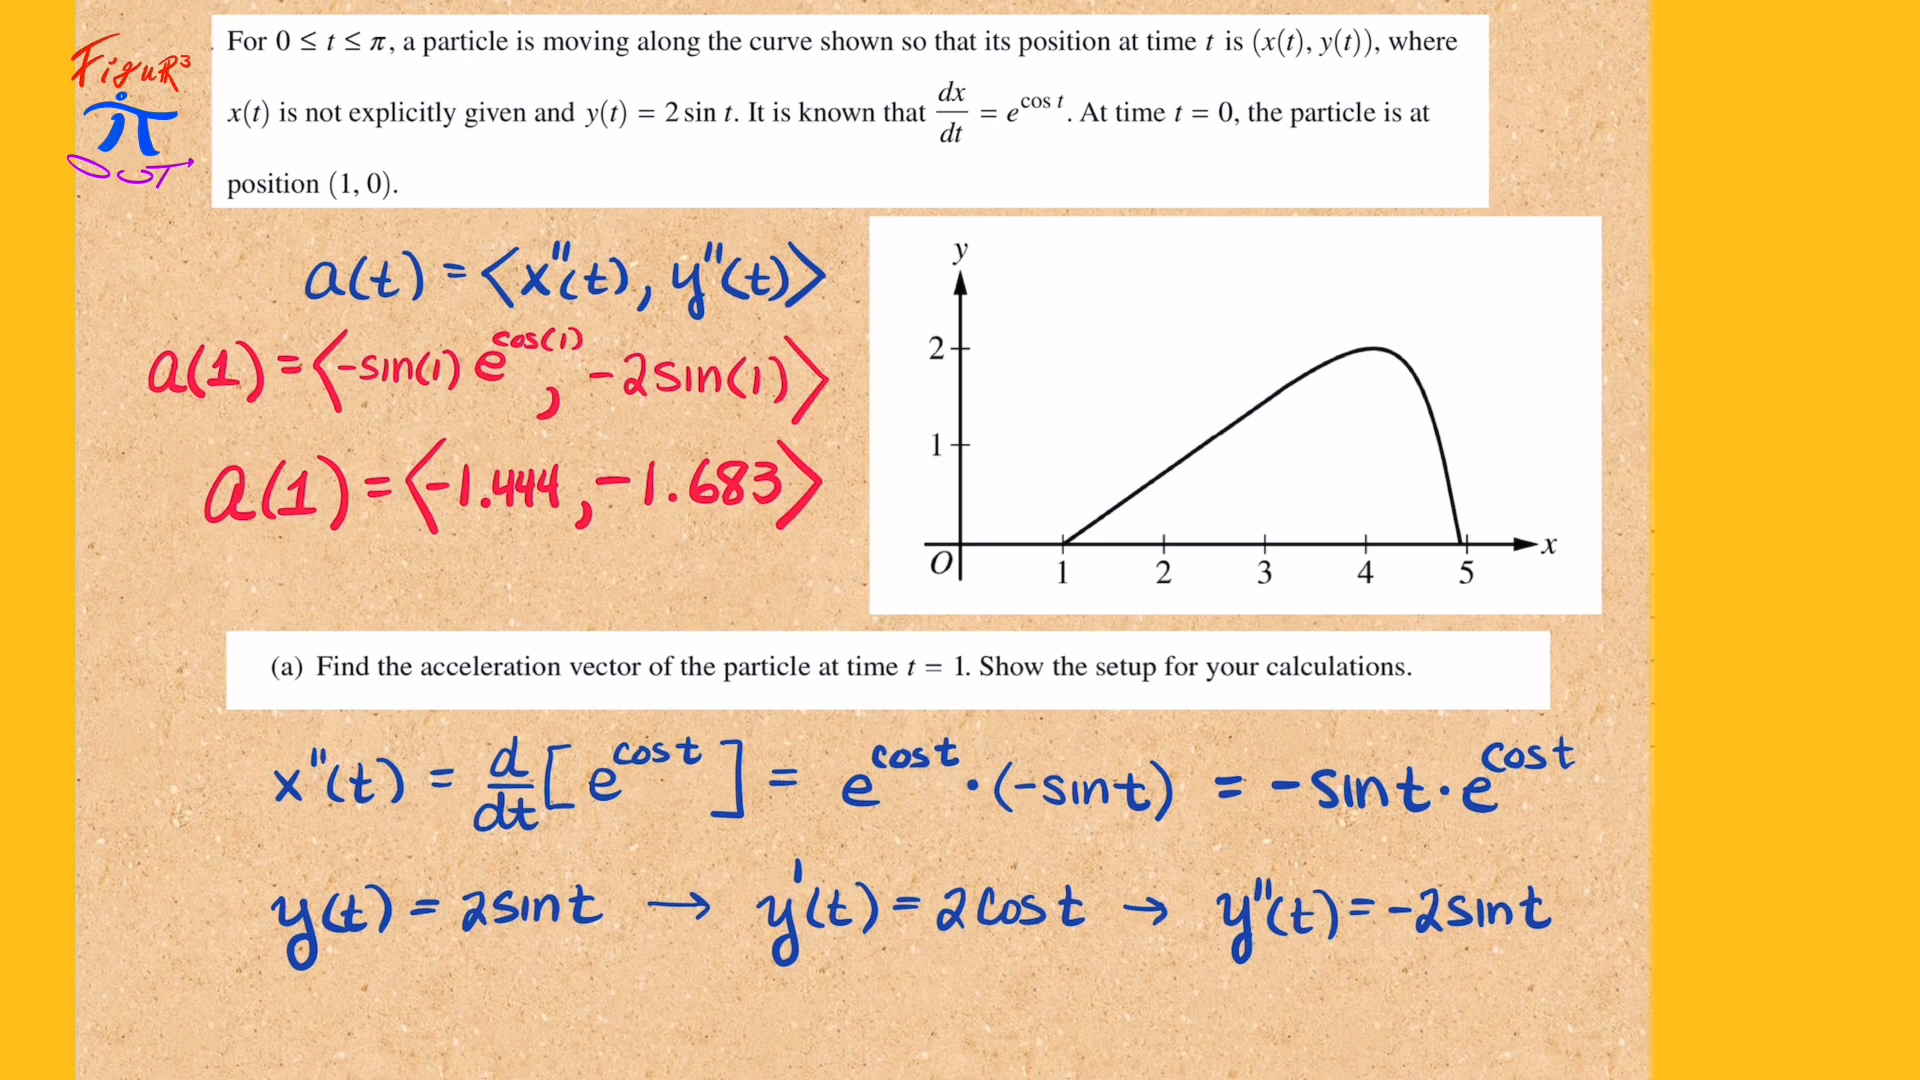 FiguR³
π
OuT
For 0 ≤ t ≤ π, a particle is moving along the curve shown so that its position at time t is (x(t), y(t)), where
x(t) is not explicitly given and y(t) = 2 sin t. It is known that dx/dt = e^(cos t). At time t = 0, the particle is at
position (1, 0).
a(t) = ⟨x"(t), y"(t)⟩
a(1) = ⟨-sin(1) e^(cos(1)), -2sin(1)⟩
a(1) = ⟨-1.444, -1.683⟩
y
2
1
O
1 2 3 4 5 x
(a) Find the acceleration vector of the particle at time t = 1. Show the setup for your calculations.
x"(t) = d/dt [e^(cost)] = e^(cost) · (-sint) = -sint · e^(cost)
y(t) = 2sint → y'(t) = 2cost → y"(t) = -2sint